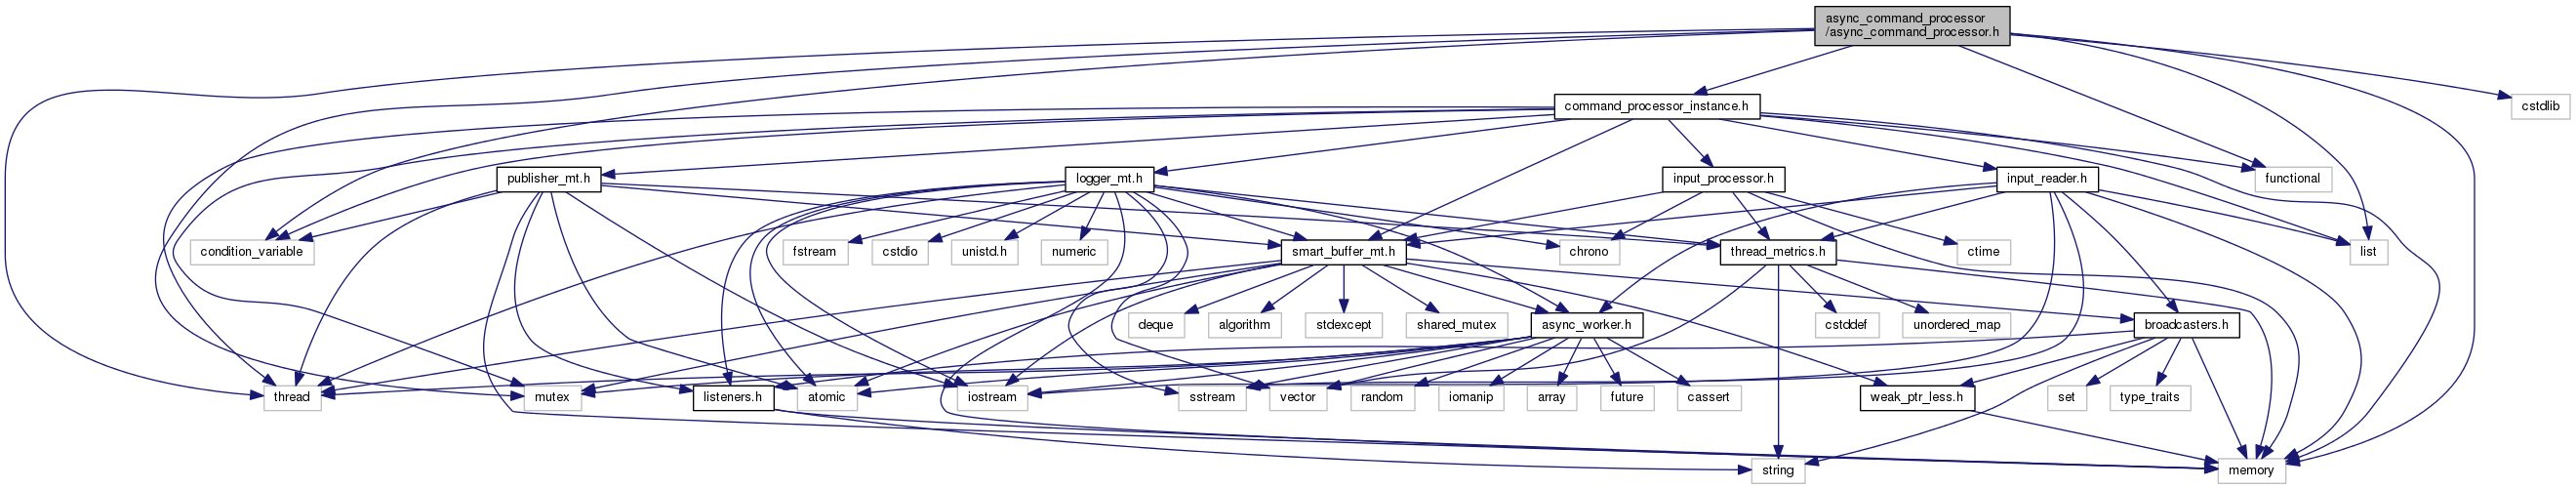 async_command_processor
/async_command_processor.h
command_processor_instance.h
cstdlib
publisher_mt.h
logger_mt.h
input_processor.h
input_reader.h
functional
condition_variable
fstream
cstdio
unistd.h
numeric
smart_buffer_mt.h
chrono
thread_metrics.h
ctime
list
deque
algorithm
stdexcept
shared_mutex
async_worker.h
cstddef
unordered_map
broadcasters.h
thread
mutex
listeners.h
atomic
iostream
sstream
vector
random
iomanip
array
future
cassert
weak_ptr_less.h
set
type_traits
string
memory